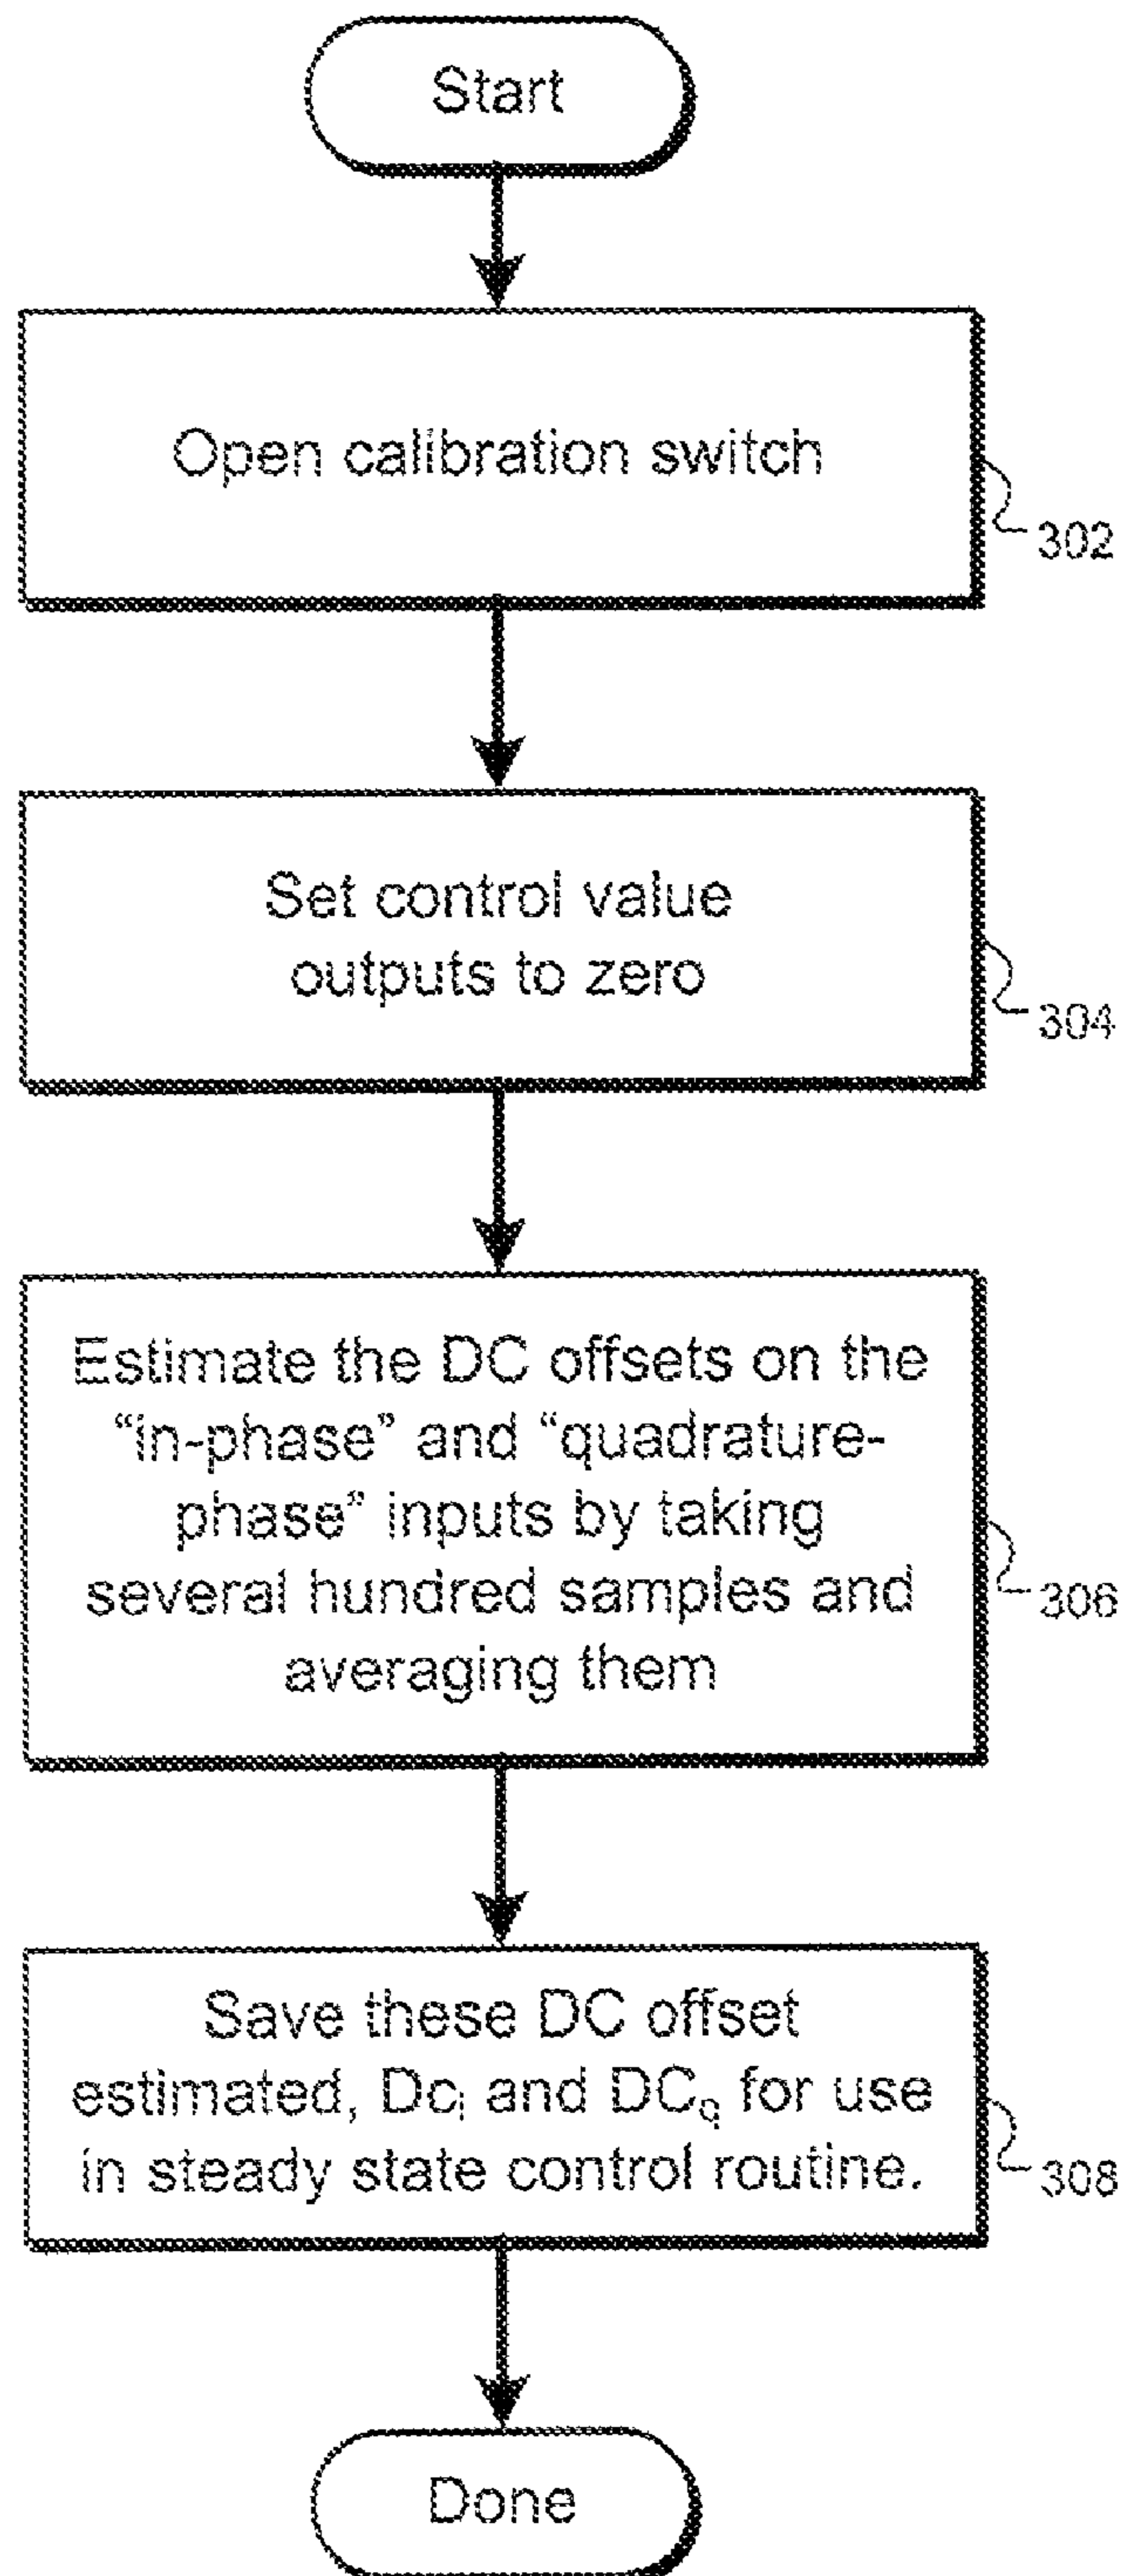 Start
Open calibration switch
302
Set control value
outputs to zero
304
Estimate the DC offsets on the
“in-phase” and “quadrature-
phase” inputs by taking
several hundred samples and
averaging them
306
Save these DC offset
estimated, Dcᵢ and DC_q for use
in steady state control routine.
308
Done